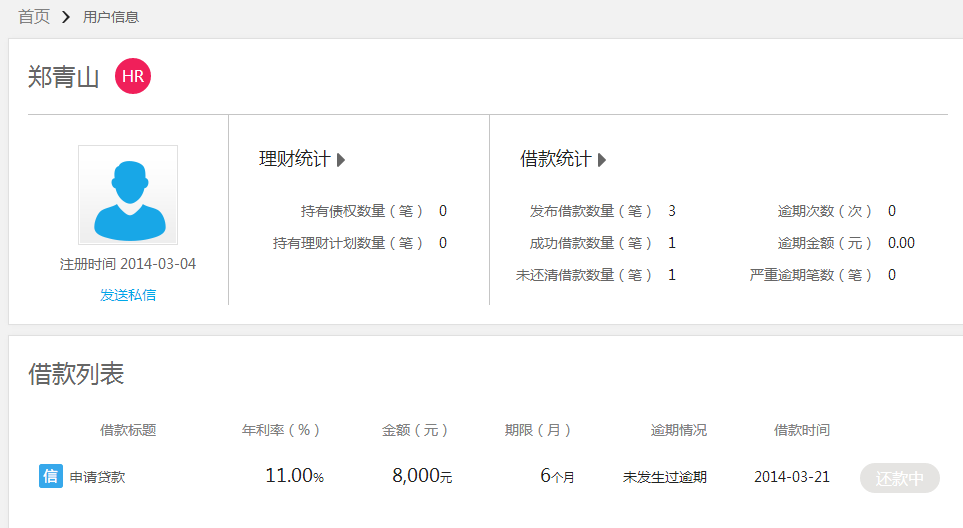 首页 > 用户信息
郑青山 HR
理财统计
借款统计
持有债权数量（笔） 0
发布借款数量（笔） 3
逾期次数（次） 0
持有理财计划数量（笔） 0
成功借款数量（笔） 1
逾期金额（元） 0.00
注册时间 2014-03-04
未还清借款数量（笔） 1
严重逾期笔数（笔） 0
发送私信
借款列表
借款标题 年利率（%） 金额（元） 期限（月） 逾期情况 借款时间
信 申请贷款 11.00% 8,000元 6个月 未发生过逾期 2014-03-21 还款中